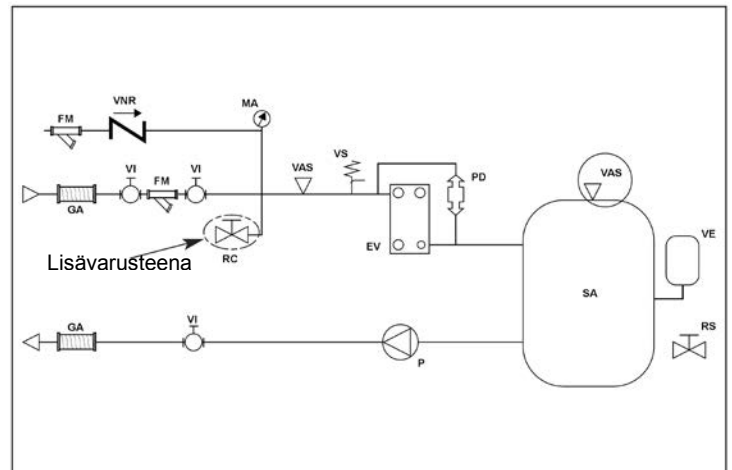 VNR
MA
FM
VI
FM
VI
VAS
VS
PD
VAS
VE
GA
EV
Lisävarusteena
RC
SA
GA
VI
RS
P